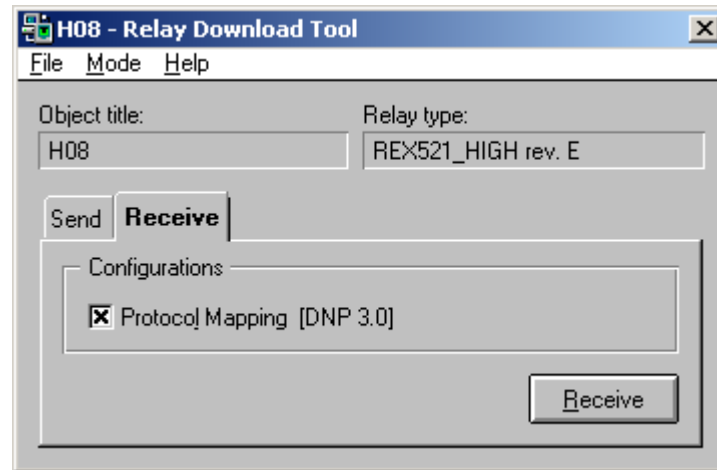 H08 - Relay Download Tool
File Mode Help
Object title: Relay type:
H08 REX521_HIGH rev. E
Send Receive
Configurations
Protocol Mapping [DNP 3.0]
Receive